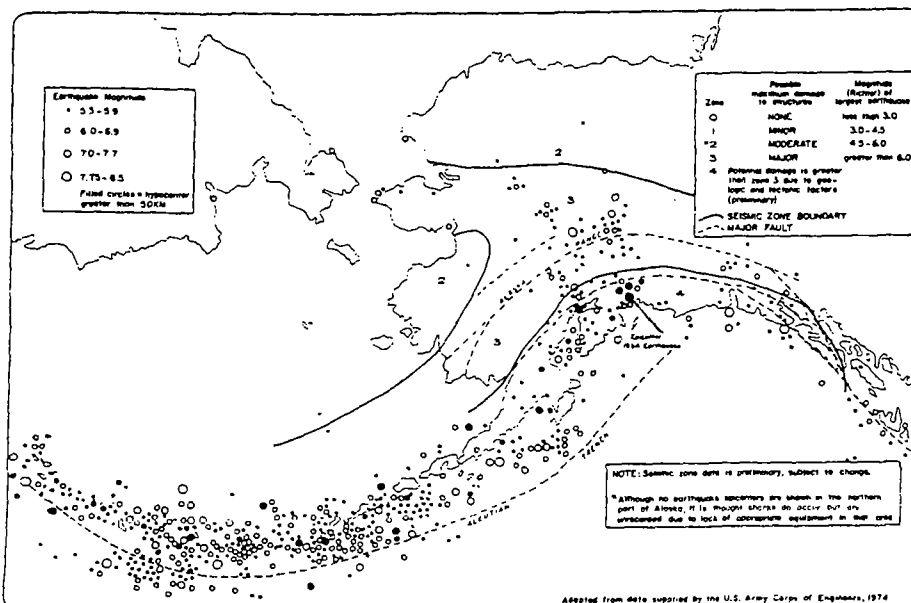 Earthquake Magnitude
5.5-5.9
6.0-6.9
7.0-7.7
7.75-8.5
Filled circles = hypocenter
greater than 50KM
Zone
Possible
maximum damage
to structures
Magnitude
(Richter) of
largest earthquake
0 NONE less than 3.0
1 MINOR 3.0-4.5
*2 MODERATE 4.5-6.0
3 MAJOR greater than 6.0
4 Potential damage is greater
than zone 3 due to geo-
logic and tectonic factors
(preliminary)
SEISMIC ZONE BOUNDARY
MAJOR FAULT
2
3
RANGE
2
ALASKA
4
3
Epicenter
1964 Earthquake
TRENCH
ALEUTIAN
NOTE: Seismic zone data is preliminary, subject to change.
*Although no earthquake epicenters are shown in the northern
part of Alaska, it is thought shocks do occur but are
unrecorded due to lack of appropriate equipment in that area
Adapted from data supplied by the U.S. Army Corps of Engineers, 1974